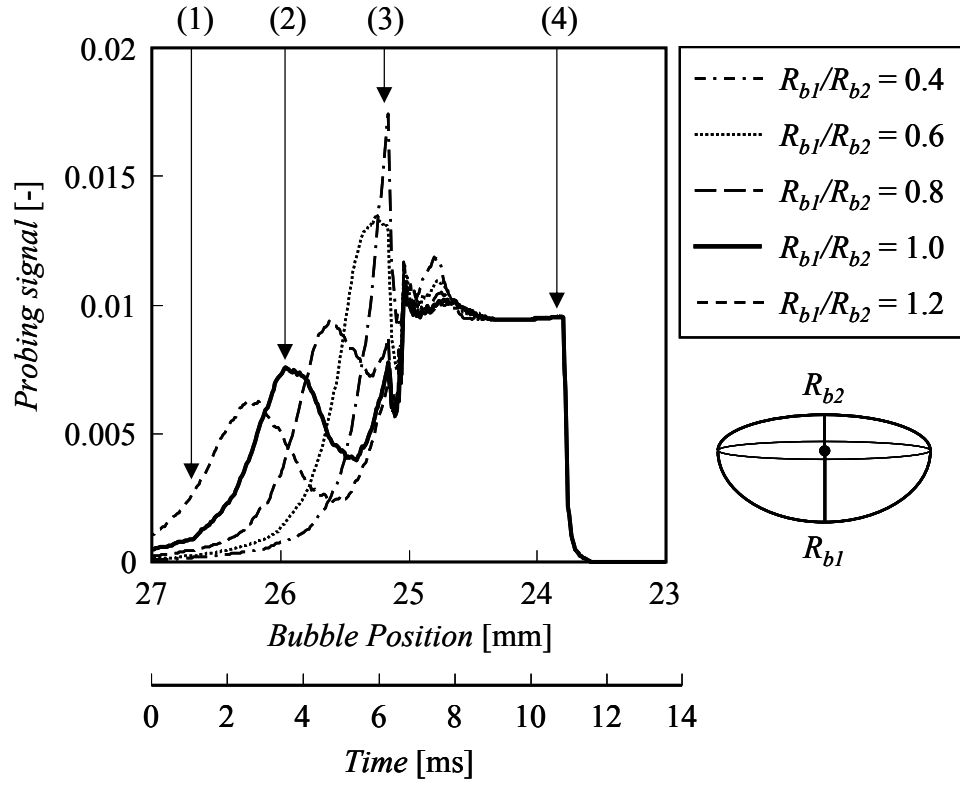 (1) (2) (3) (4)
0.02
0.015
0.01
0.005
0
Probing signal [-]
27 26 25 24 23
Bubble Position [mm]
0 2 4 6 8 10 12 14
Time [ms]
Rb1/Rb2 = 0.4
Rb1/Rb2 = 0.6
Rb1/Rb2 = 0.8
Rb1/Rb2 = 1.0
Rb1/Rb2 = 1.2
Rb2
Rb1